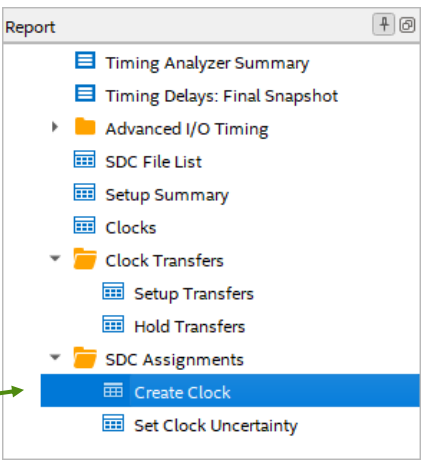 Report
Timing Analyzer Summary
Timing Delays: Final Snapshot
Advanced I/O Timing
SDC File List
Setup Summary
Clocks
Clock Transfers
Setup Transfers
Hold Transfers
SDC Assignments
Create Clock
Set Clock Uncertainty